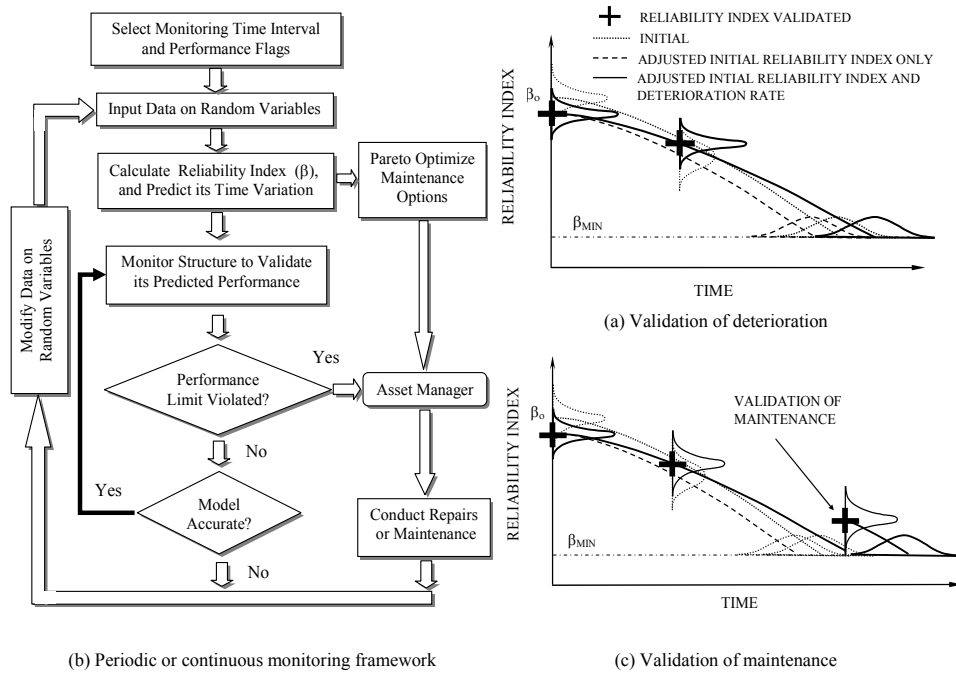 Select Monitoring Time Interval
and Performance Flags
Input Data on Random Variables
Calculate Reliability Index (β),
and Predict its Time Variation
Pareto Optimize
Maintenance
Options
Monitor Structure to Validate
its Predicted Performance
Modify Data on
Random Variables
Yes
Performance
Limit Violated?
Asset Manager
No
Yes
Model
Accurate?
Conduct Repairs
or Maintenance
No
(b) Periodic or continuous monitoring framework
RELIABILITY INDEX VALIDATED
INITIAL
ADJUSTED INITIAL RELIABILITY INDEX ONLY
ADJUSTED INTIAL RELIABILITY INDEX AND
DETERIORATION RATE
RELIABILITY INDEX
βo
βMIN
TIME
(a) Validation of deterioration
VALIDATION OF
MAINTENANCE
RELIABILITY INDEX
βo
βMIN
TIME
(c) Validation of maintenance